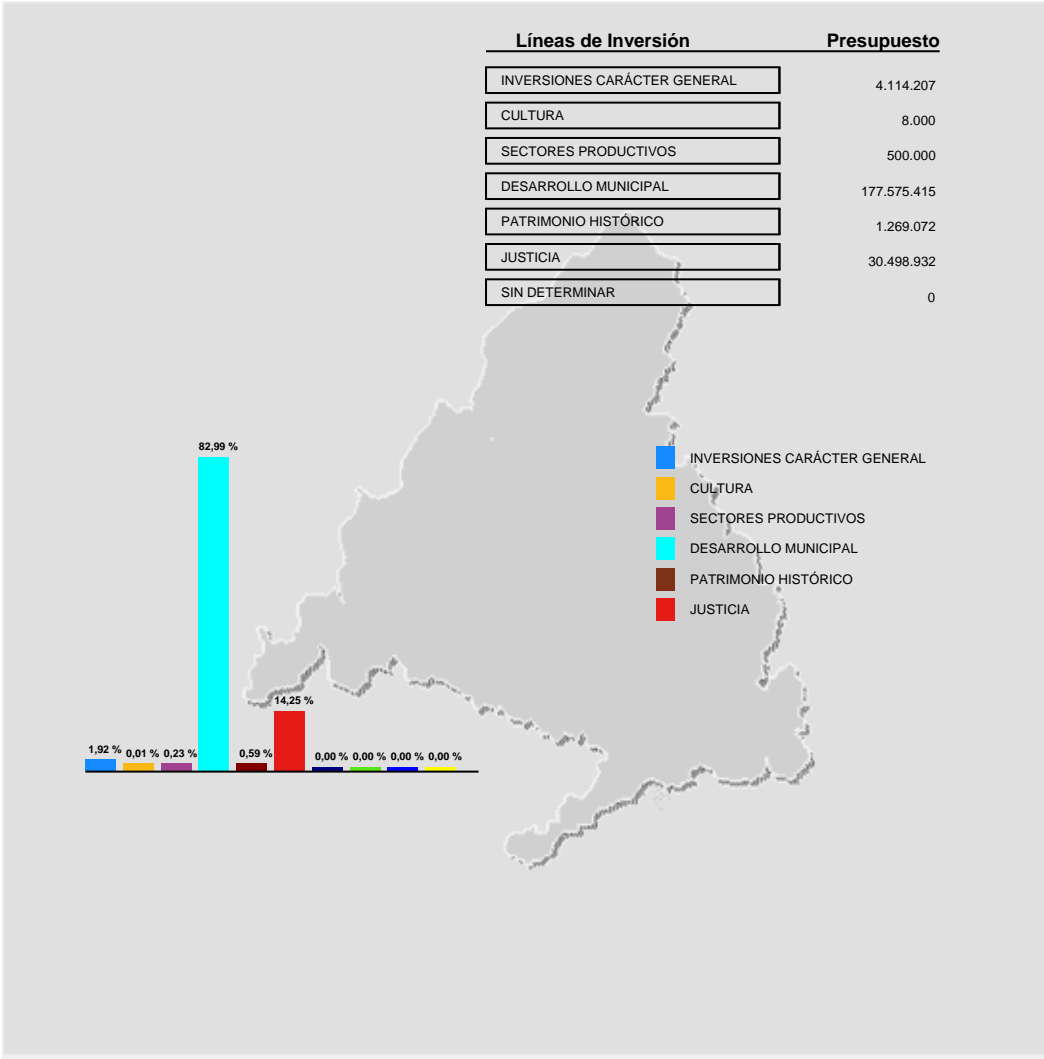 Líneas de Inversión Presupuesto
INVERSIONES CARÁCTER GENERAL 4.114.207
CULTURA 8.000
SECTORES PRODUCTIVOS 500.000
DESARROLLO MUNICIPAL 177.575.415
PATRIMONIO HISTÓRICO 1.269.072
JUSTICIA 30.498.932
SIN DETERMINAR 0
82,99 %
INVERSIONES CARÁCTER GENERAL
CULTURA
SECTORES PRODUCTIVOS
DESARROLLO MUNICIPAL
PATRIMONIO HISTÓRICO
JUSTICIA
14,25 %
1,92 % 0,01 % 0,23 % 0,59 % 0,00 % 0,00 % 0,00 % 0,00 %